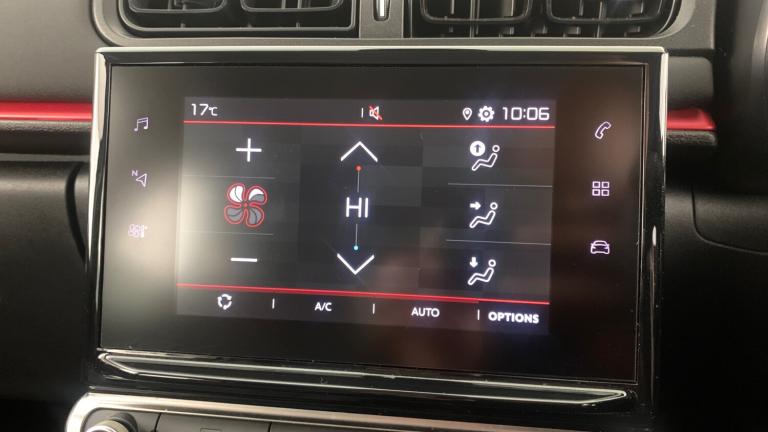 17°C 10:06
N
HI
A/C AUTO OPTIONS